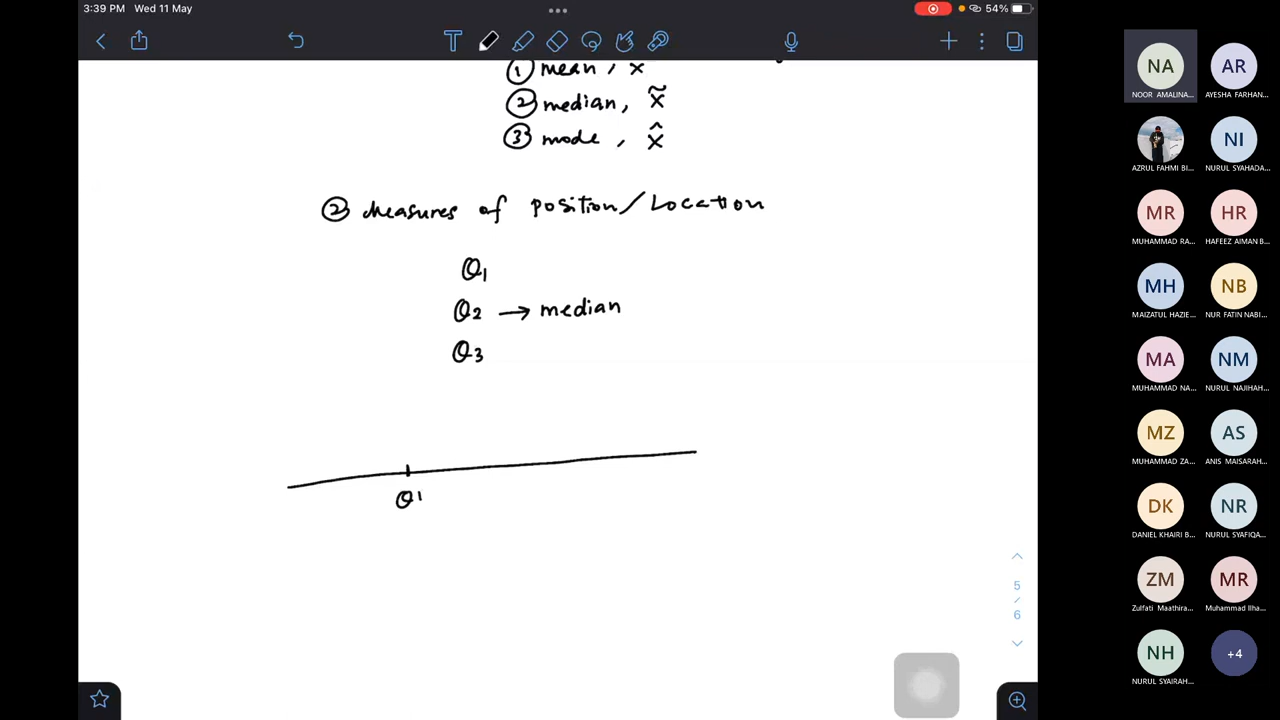 3:39 PM Wed 11 May
54%
① mean, x
② median, x̃
③ mode, x̂
② Measures of position/Location
Q1
Q2 → median
Q3
Q1
5
/
6
NA
NOOR AMALINA...
AR
AYESHA FARHAN...
AZRUL FAHMI BI...
NI
NURUL SYAHADA...
MR
MUHAMMAD RA...
HR
HAFEEZ AIMAN B...
MH
MAIZATUL HAZIE...
NB
NUR FATIN NABI...
MA
MUHAMMAD NA...
NM
NURUL NAJIHAH...
MZ
MUHAMMAD ZA...
AS
ANIS MAISARAH...
DK
DANIEL KHAIRI B...
NR
NURUL SYAFIQA...
ZM
Zulfati Maathira...
MR
Muhammad Ilha...
NH
NURUL SYAIRAH...
+4